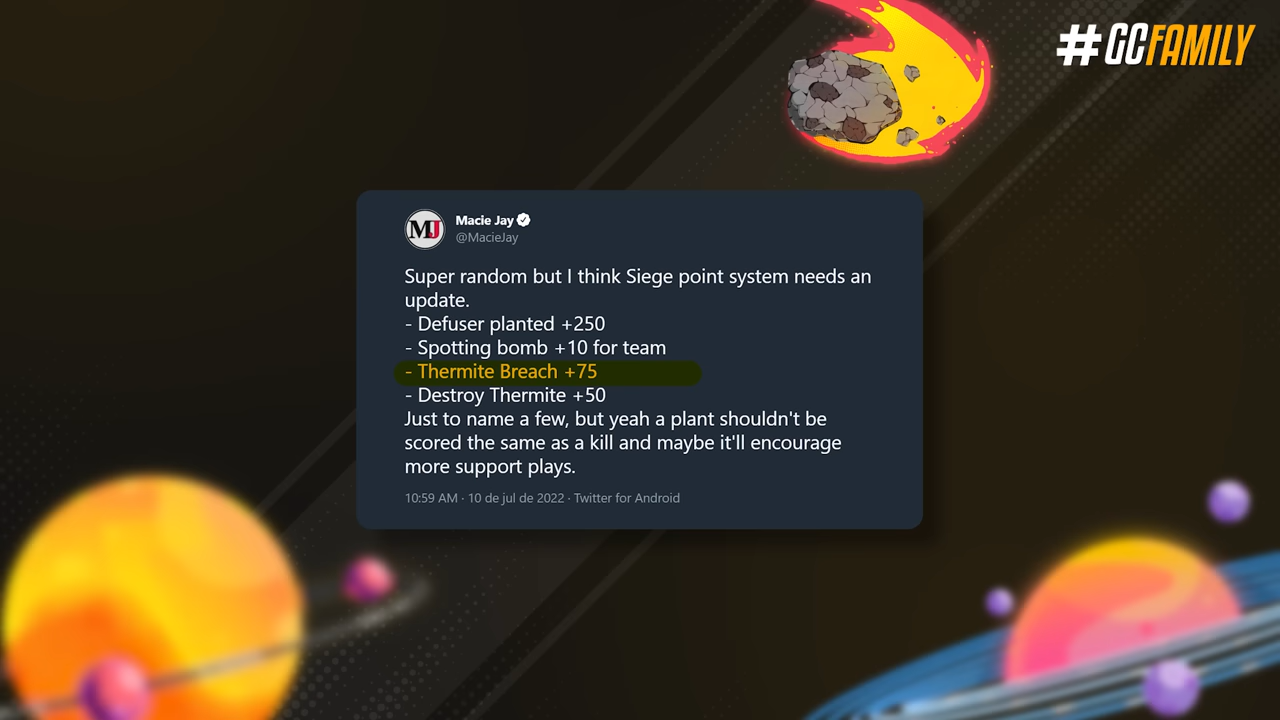 #GCFAMILY
MJ
Macie Jay
@MacieJay
Super random but I think Siege point system needs an
update.
- Defuser planted +250
- Spotting bomb +10 for team
- Thermite Breach +75
- Destroy Thermite +50
Just to name a few, but yeah a plant shouldn't be
scored the same as a kill and maybe it'll encourage
more support plays.
10:59 AM · 10 de jul de 2022 · Twitter for Android